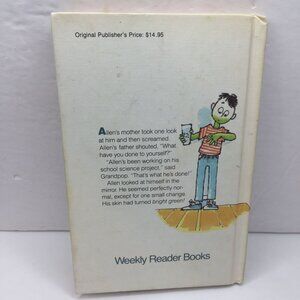 Original Publisher's Price: $14.95
Allen's mother took one look
at him and then screamed.
Allen's father shouted, "What
have you done to yourself?"
"Allen's been working on his
school science project," said
Grandpop. "That's what he's done!"
Allen looked at himself in the
mirror. He seemed perfectly nor-
mal, except for one small change.
His skin had turned bright green!
Weekly Reader Books